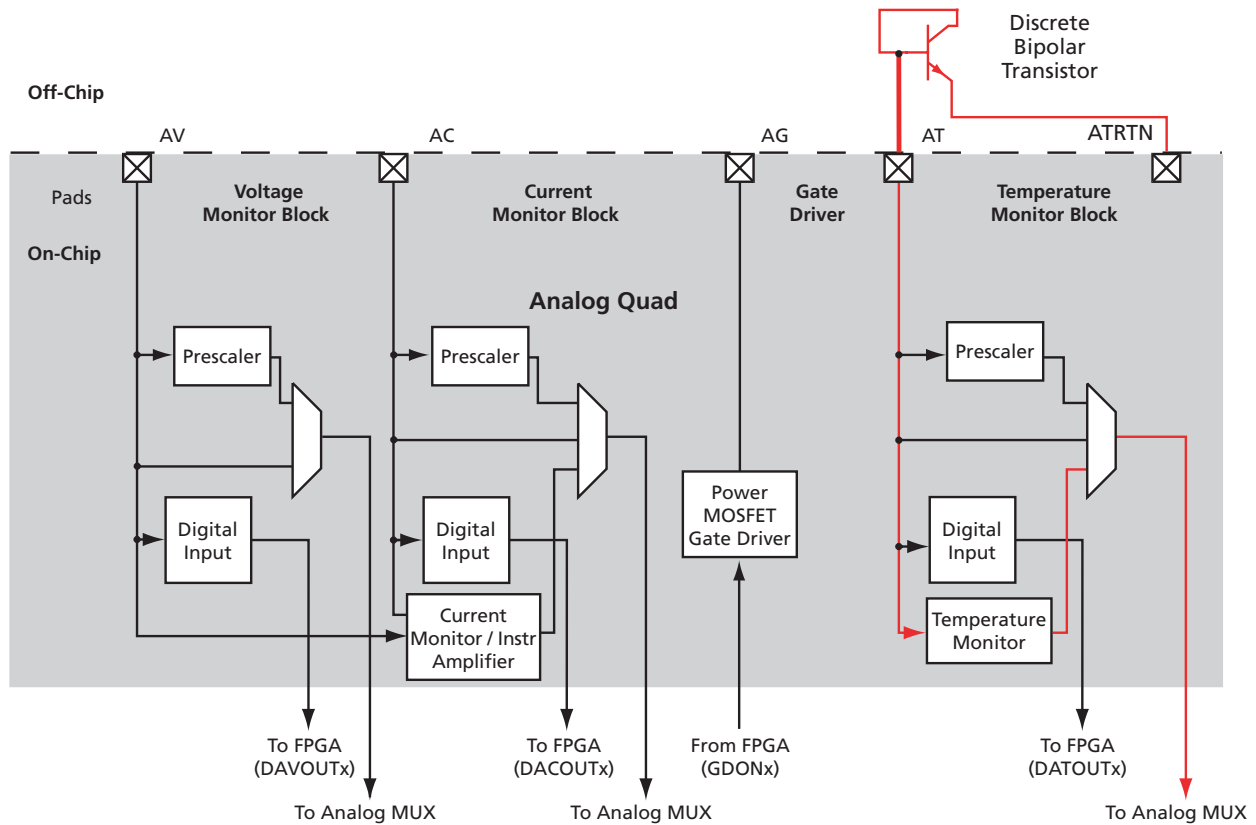 Discrete
Bipolar
Transistor
Off-Chip
AV
AC
AG
AT
ATRTN
Pads
Voltage
Monitor Block
Current
Monitor Block
Gate
Driver
Temperature
Monitor Block
On-Chip
Analog Quad
Prescaler
Prescaler
Prescaler
Power
MOSFET
Gate Driver
Digital
Input
Digital
Input
Digital
Input
Current
Monitor / Instr
Amplifier
Temperature
Monitor
To FPGA
(DAVOUTx)
To FPGA
(DACOUTx)
From FPGA
(GDONx)
To FPGA
(DATOUTx)
To Analog MUX
To Analog MUX
To Analog MUX